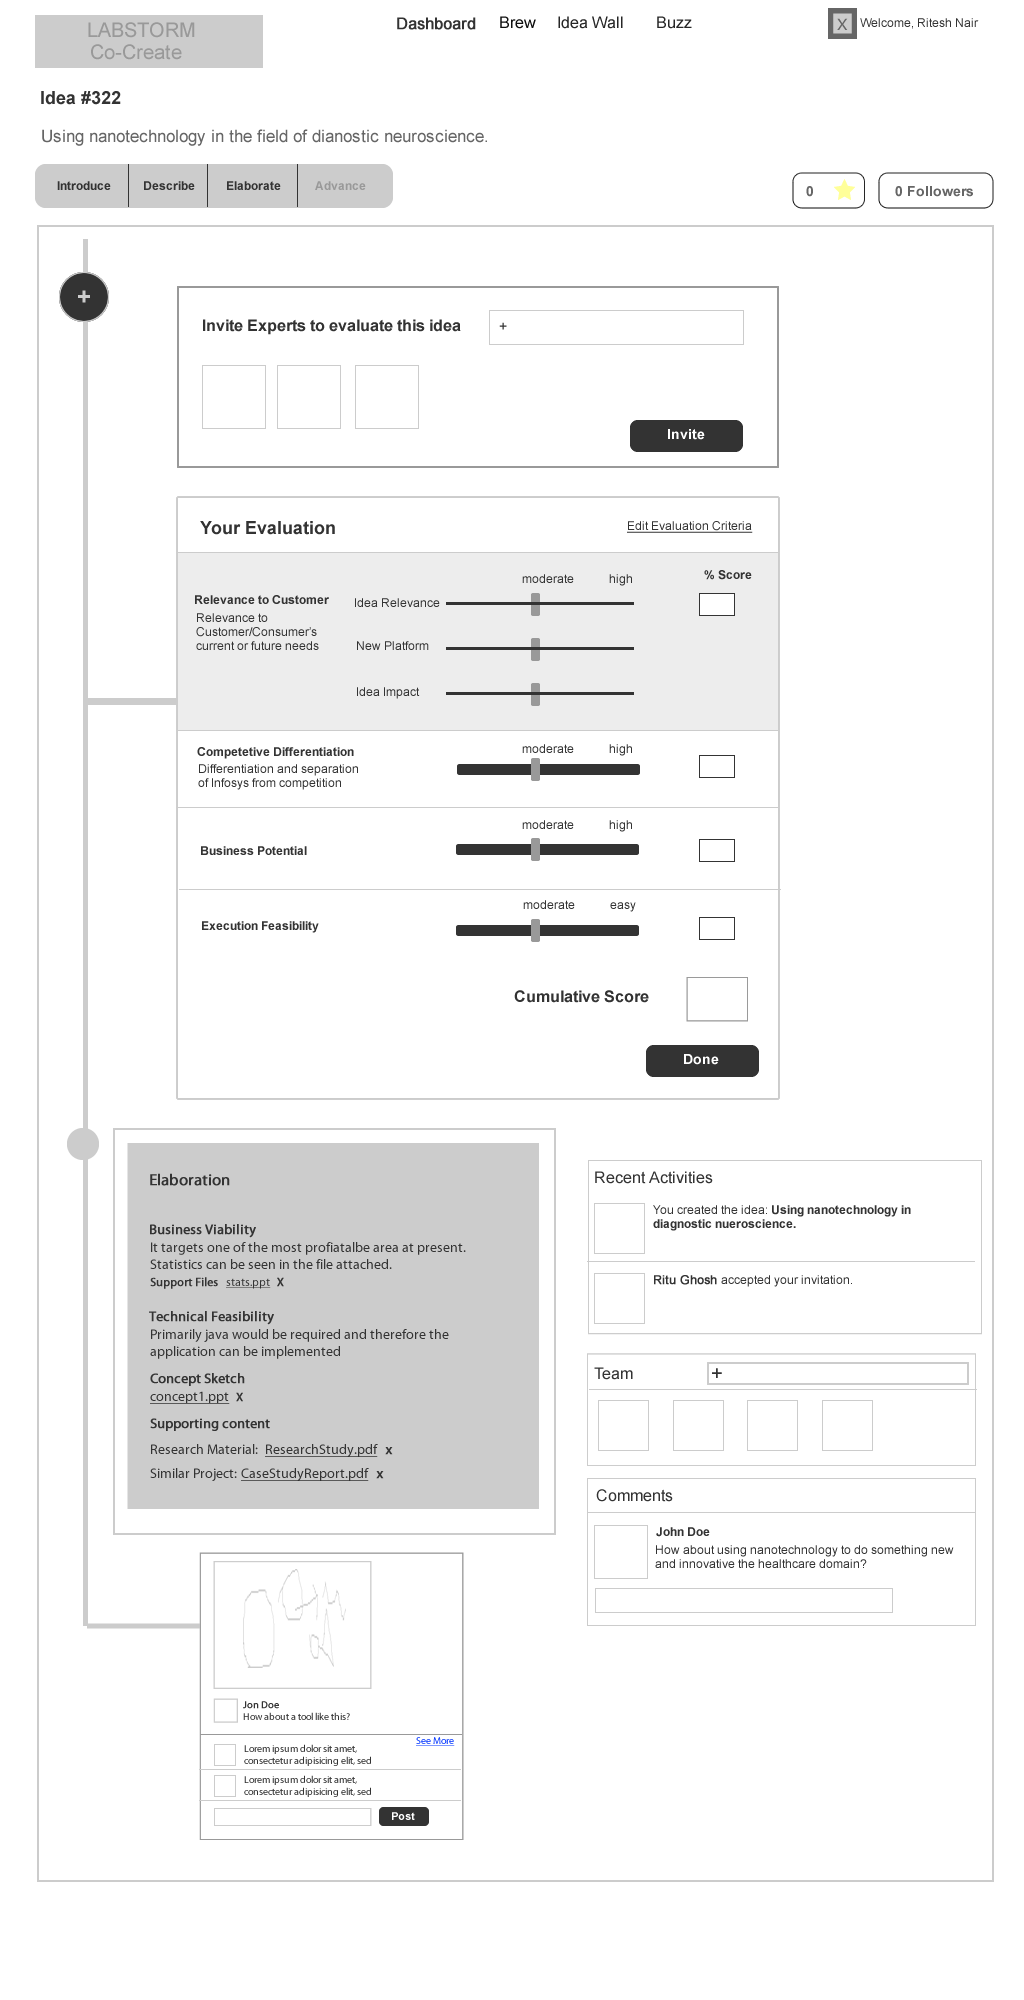 LABSTORM
Co-Create
Dashboard Brew Idea Wall Buzz
X Welcome, Ritesh Nair
Idea #322
Using nanotechnology in the field of dianostic neuroscience.
Introduce Describe Elaborate Advance
0
0 Followers
+
Invite Experts to evaluate this idea
+
Invite
Your Evaluation
Edit Evaluation Criteria
moderate high
% Score
Relevance to Customer
Relevance to
Customer/Consumer's
current or future needs
Idea Relevance
New Platform
Idea Impact
Competetive Differentiation
Differentiation and separation
of Infosys from competition
moderate high
Business Potential
moderate high
Execution Feasibility
moderate easy
Cumulative Score
Done
Elaboration
Business Viability
It targets one of the most profiatalbe area at present.
Statistics can be seen in the file attached.
Support Files stats.ppt X
Technical Feasibility
Primarily java would be required and therefore the
application can be implemented
Concept Sketch
concept1.ppt X
Supporting content
Research Material: ResearchStudy.pdf x
Similar Project: CaseStudyReport.pdf x
Recent Activities
You created the idea: Using nanotechnology in
diagnostic nueroscience.
Ritu Ghosh accepted your invitation.
Team
+
Comments
John Doe
How about using nanotechnology to do something new
and innovative the healthcare domain?
Jon Doe
How about a tool like this?
See More
Lorem ipsum dolor sit amet,
consectetur adipisicing elit, sed
Lorem ipsum dolor sit amet,
consectetur adipisicing elit, sed
Post